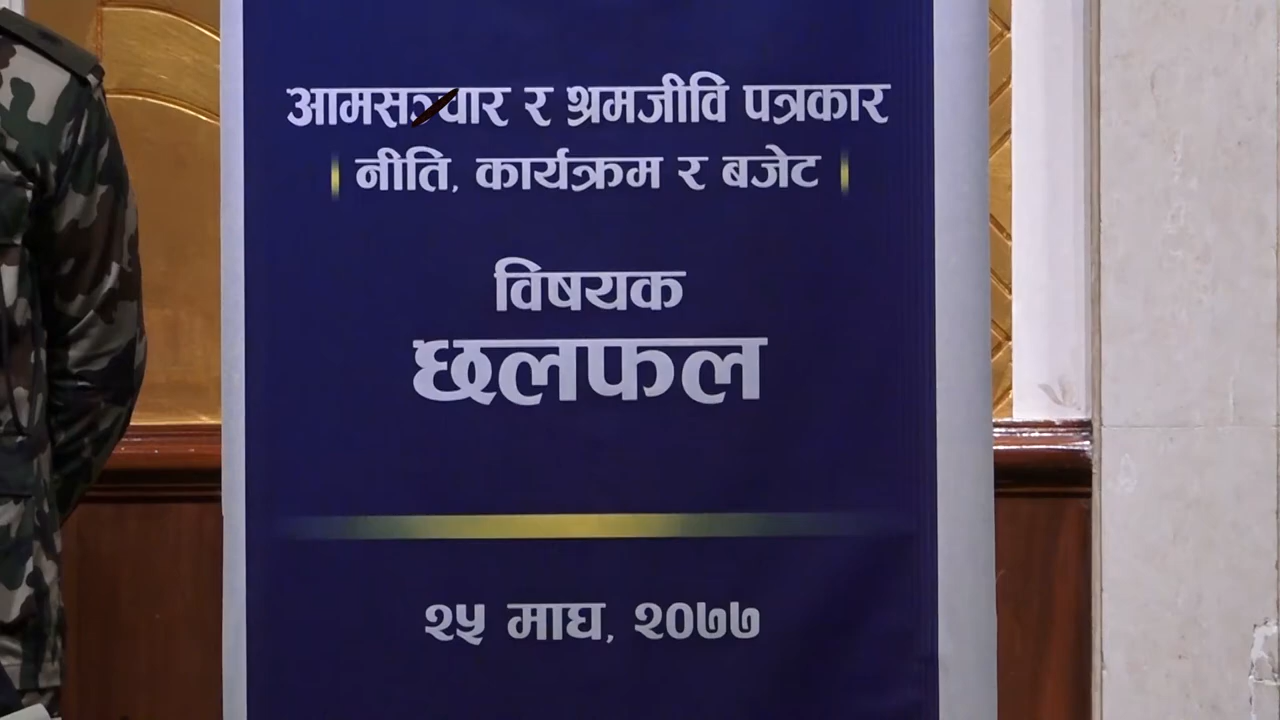 आमसञ्चार र श्रमजीवि पत्रकार
नीति, कार्यक्रम र बजेट
विषयक
छलफल
२५ माघ, २०७७